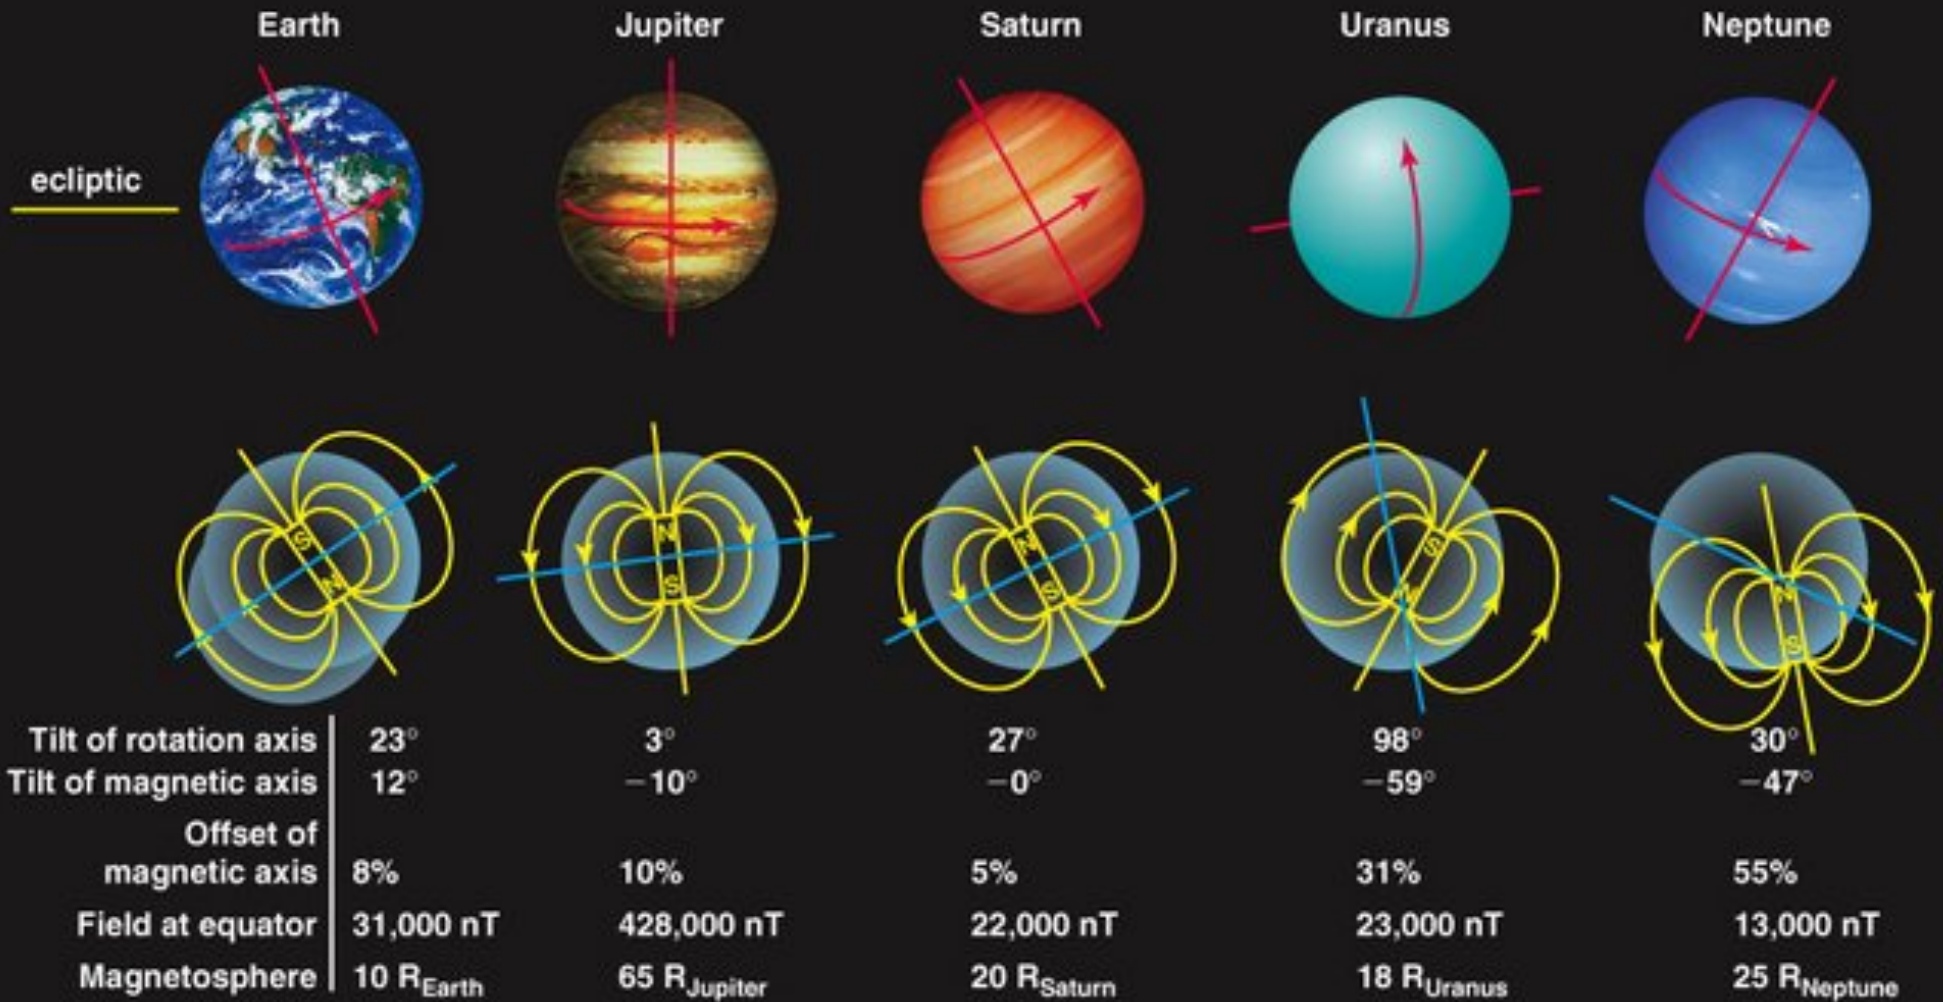 Earth Jupiter Saturn Uranus Neptune
ecliptic
S N
N S
N S
S N
N S
Tilt of rotation axis 23° 3° 27° 98° 30°
Tilt of magnetic axis 12° −10° −0° −59° −47°
Offset of
magnetic axis 8% 10% 5% 31% 55%
Field at equator 31,000 nT 428,000 nT 22,000 nT 23,000 nT 13,000 nT
Magnetosphere 10 REarth 65 RJupiter 20 RSaturn 18 RUranus 25 RNeptune